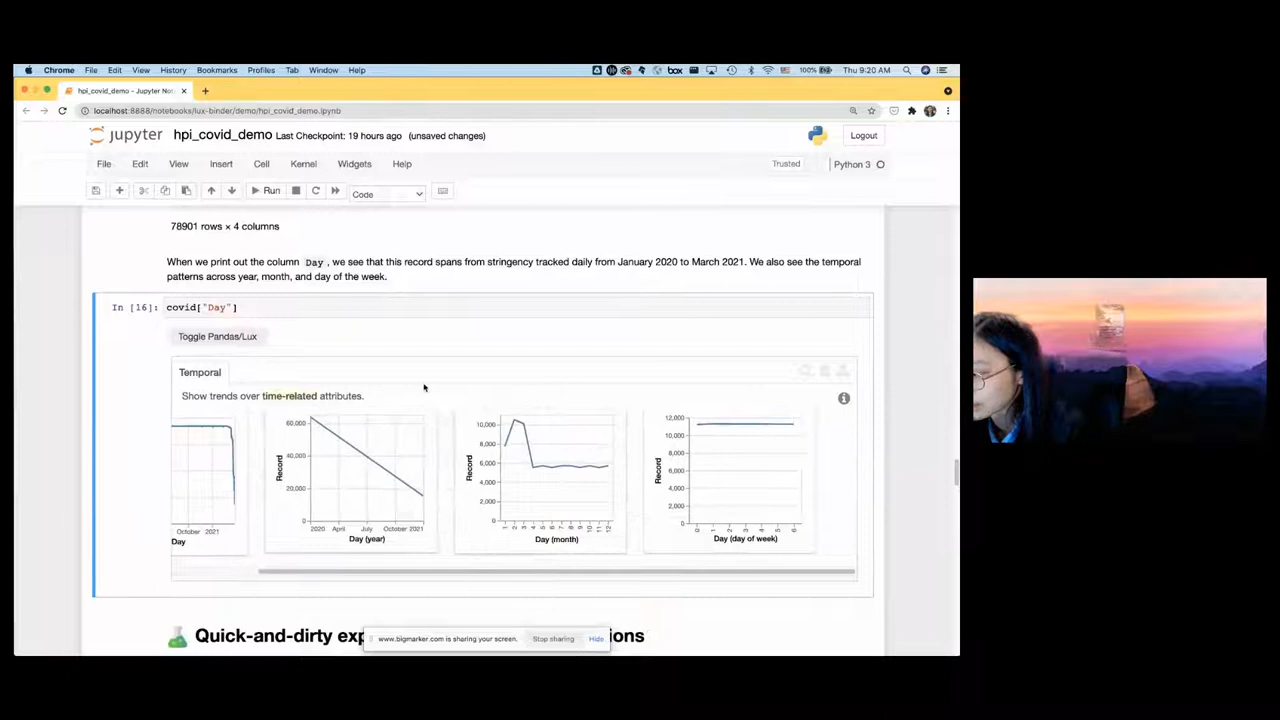 Chrome File Edit View History Bookmarks Profiles Tab Window Help box 100% Thu 9:20 AM
hpi_covid_demo - Jupyter Not
localhost:8888/notebooks/lux-binder/demo/hpi_covid_demo.ipynb
jupyter hpi_covid_demo Last Checkpoint: 19 hours ago (unsaved changes) Logout
File Edit View Insert Cell Kernel Widgets Help Trusted Python 3
Run Code
78901 rows × 4 columns
When we print out the column Day, we see that this record spans from stringency tracked daily from January 2020 to March 2021. We also see the temporal
patterns across year, month, and day of the week.
In [16]: covid["Day"]
Toggle Pandas/Lux
Temporal
Show trends over time-related attributes.
October 2021
Day
Record
60,000
40,000
20,000
0
2020 April July October 2021
Day (year)
Record
10,000
8,000
6,000
4,000
2,000
0
1 2 3 4 5 6 7 8 9 10 11 12
Day (month)
Record
12,000
10,000
8,000
6,000
4,000
2,000
0
0 1 2 3 4 5 6
Day (day of week)
Quick-and-dirty exp
ions
www.bigmarker.com is sharing your screen. Stop sharing Hide